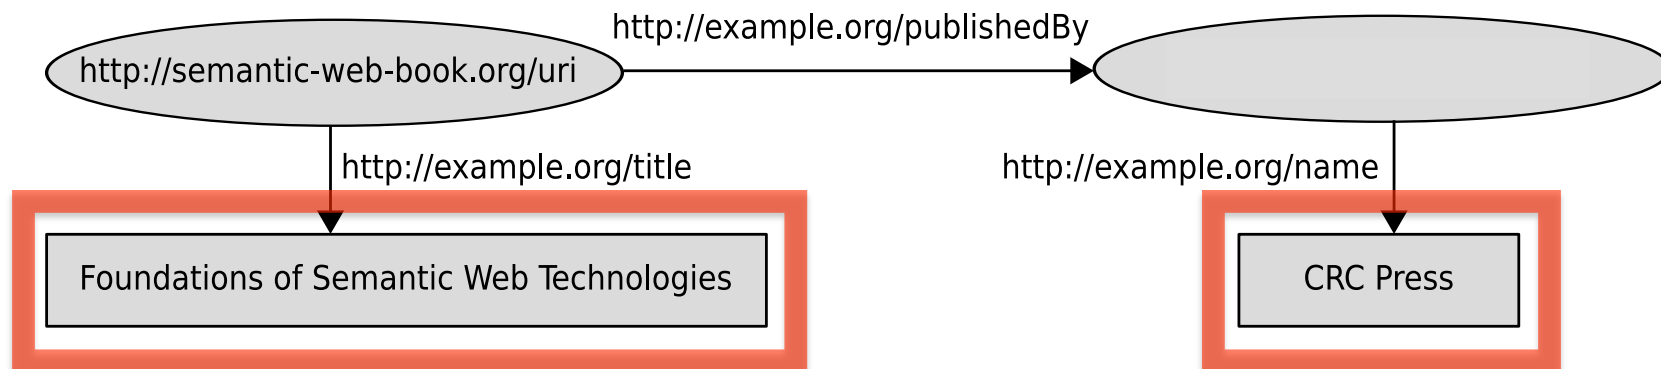 http://example.org/publishedBy
http://semantic-web-book.org/uri
http://example.org/title
http://example.org/name
Foundations of Semantic Web Technologies
CRC Press